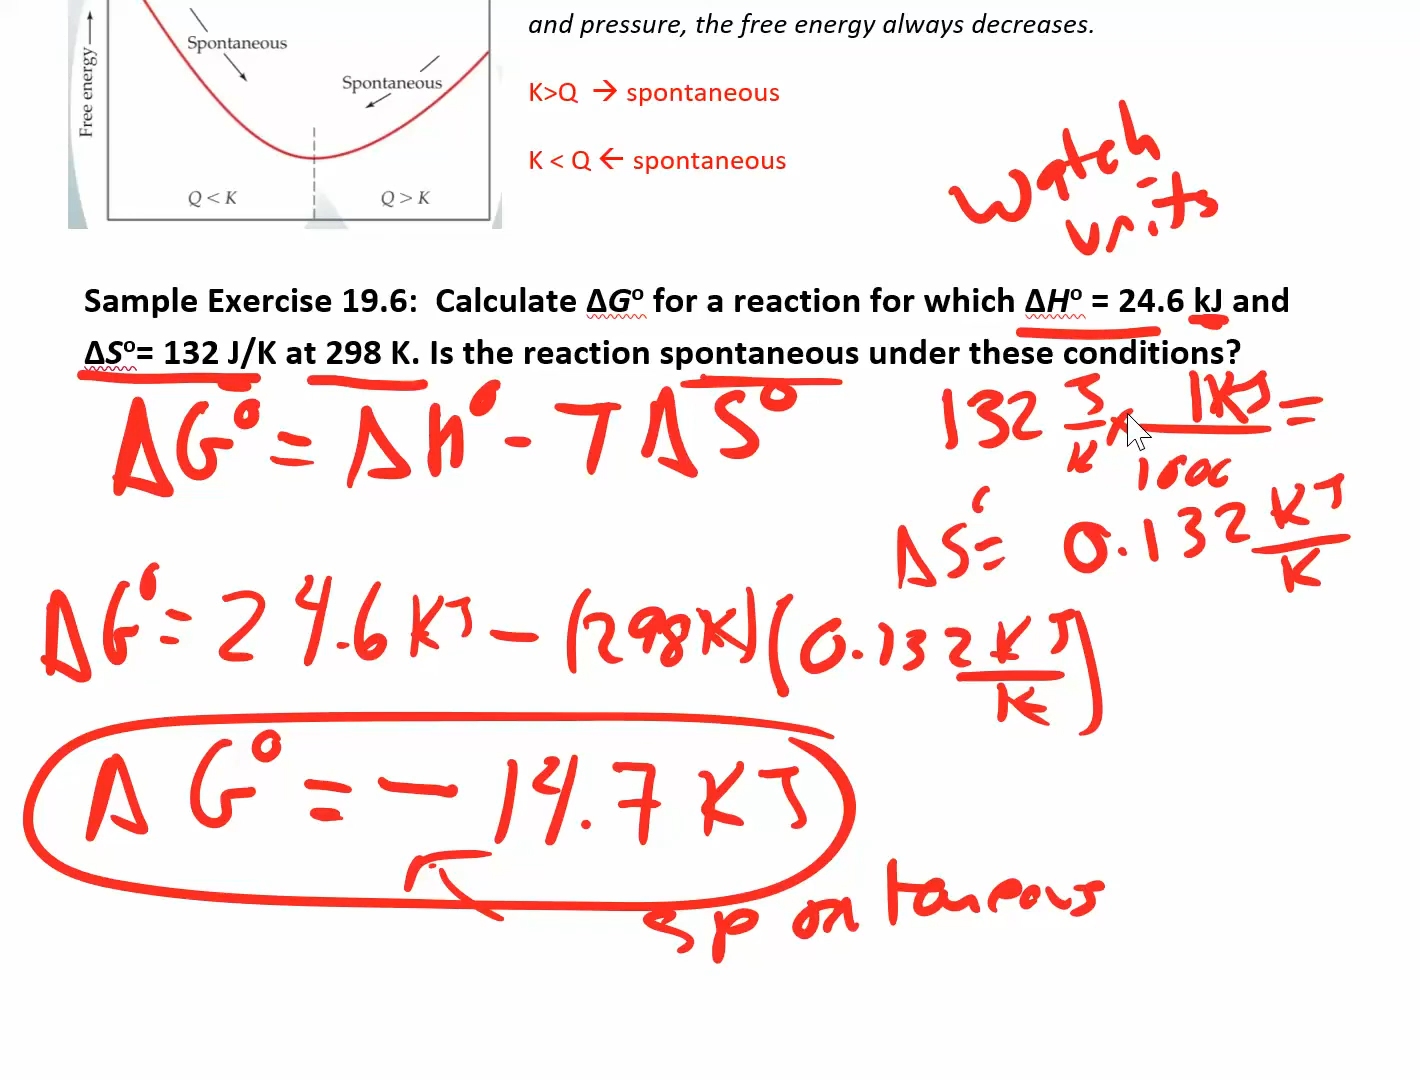 and pressure, the free energy always decreases.
Free energy →
Spontaneous
Spontaneous
Q < K
Q > K
K>Q → spontaneous
K < Q ← spontaneous
watch
units
Sample Exercise 19.6: Calculate ΔG° for a reaction for which ΔH° = 24.6 kJ and
ΔS°= 132 J/K at 298 K. Is the reaction spontaneous under these conditions?
ΔG° = ΔH° - TΔS°
132 J/K x 1KJ/1000 =
ΔS° = 0.132 KJ/K
ΔG° = 24.6 KJ - (298K)(0.132 KJ/K)
ΔG° = - 14.7 KJ
spontaneous